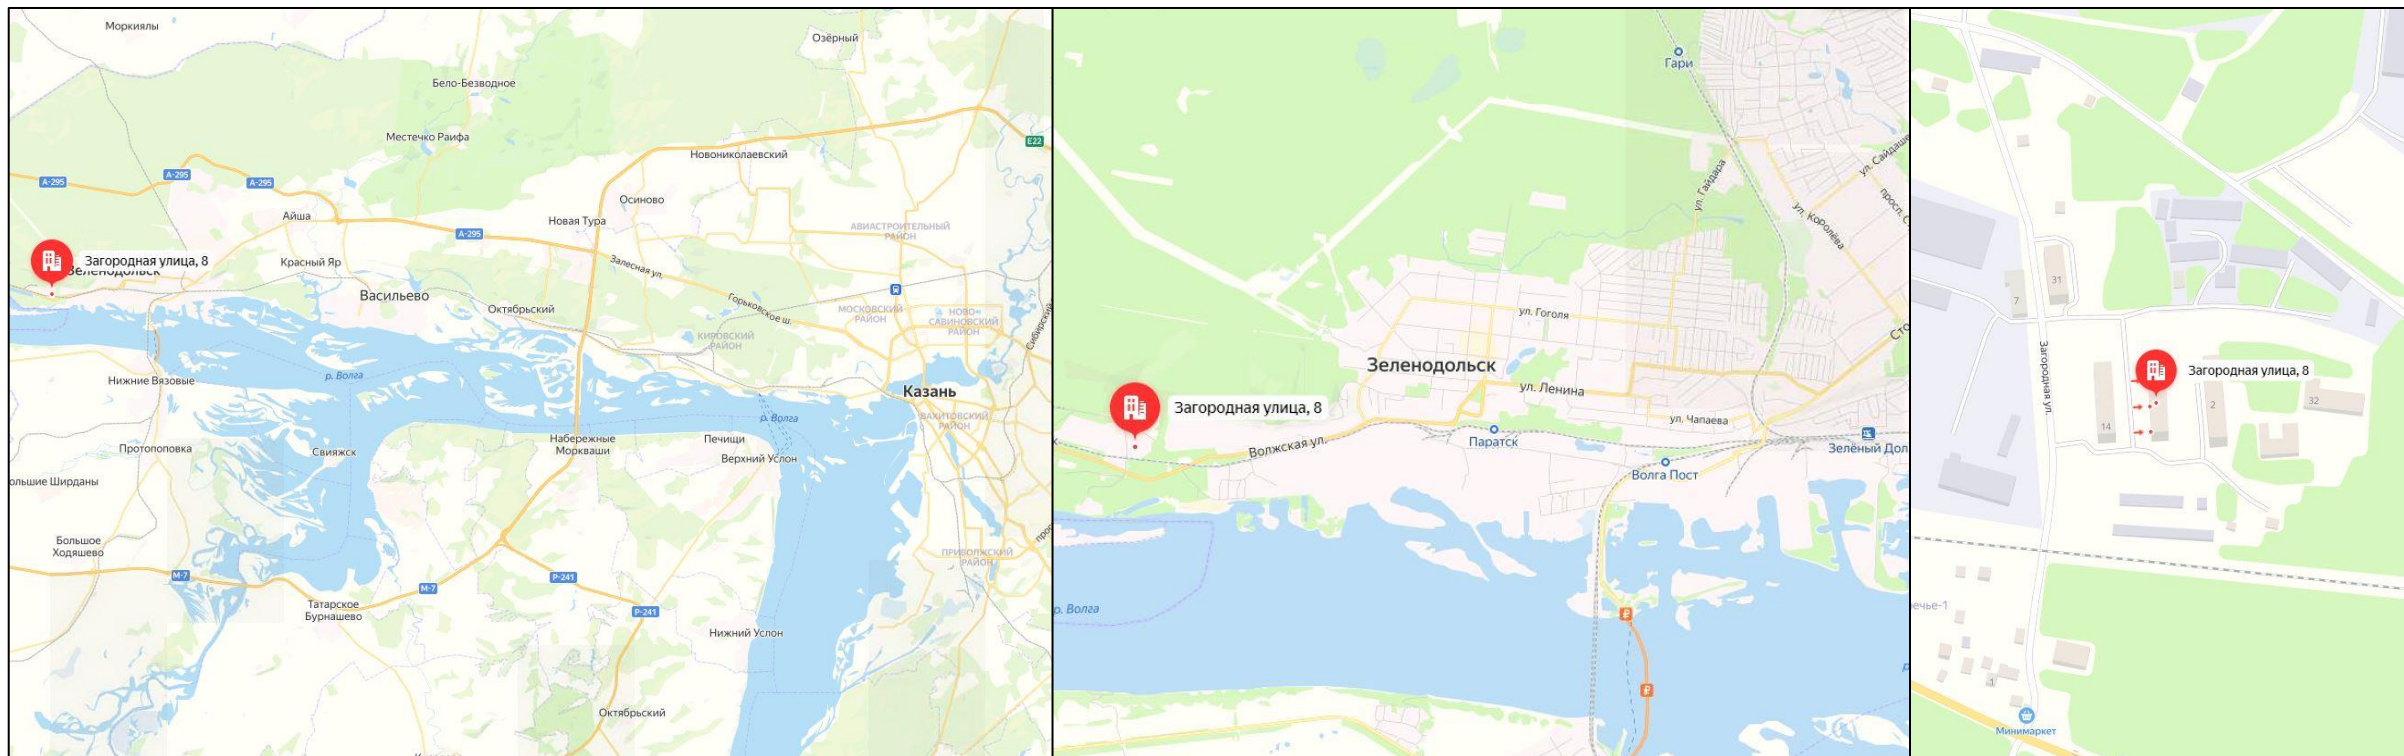 Моркиялы
Озёрный
Бело-Безводное
Местечко Раифа
E22
Новониколаевский
А-295
А-295
А-295
Осиново
Айша
Новая Тура
АВИАСТРОИТЕЛЬНЫЙ
РАЙОН
А-295
Загородная улица, 8
Зеленодольск
Красный Яр
Залесная ул.
Васильево
Октябрьский
Горьковское ш.
МОСКОВСКИЙ
РАЙОН
НОВО-
САВИНОВСКИЙ
РАЙОН
Сибирский
КИРОВСКИЙ
РАЙОН
Нижние Вязовые
р. Волга
Казань
р. Волга
ВАХИТОВСКИЙ
РАЙОН
Протопоповка
Свияжск
Набережные
Моркваши
Печищи
Верхний Услон
ольшие Ширданы
Большое
Ходяшево
М-7
М-7
Р-241
ПРИВОЛЖСКИЙ
РАЙОН
прос
Татарское
Бурнашево
Р-241
Нижний Услон
Октябрьский
Гари
ул. Гайдара
ул. Сайдаше
ул. Королёва
просп. С
ул. Гоголя
Сто
Зеленодольск
ул. Ленина
Загородная улица, 8
ул. Чапаева
Волжская ул.
Паратск
Зелёный Дол
Волга Пост
р. Волга
31
7
Загородная ул.
Загородная улица, 8
14
2
32
ечье-1
1
Минимаркет